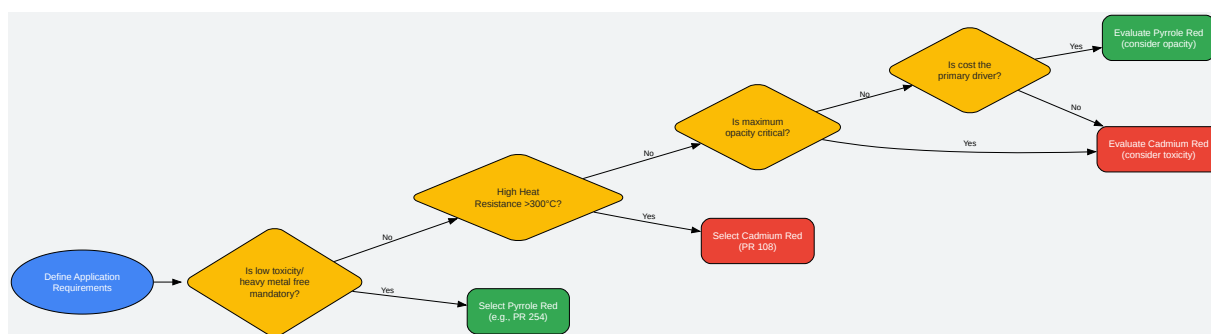 Define Application
Requirements
Is low toxicity/
heavy metal free
mandatory?
Yes
Select Pyrrole Red
(e.g., PR 254)
No
High Heat
Resistance >300°C?
Yes
Select Cadmium Red
(PR 108)
No
Is maximum
opacity critical?
Yes
Evaluate Cadmium Red
(consider toxicity)
No
Is cost the
primary driver?
Yes
Evaluate Pyrrole Red
(consider opacity)
No